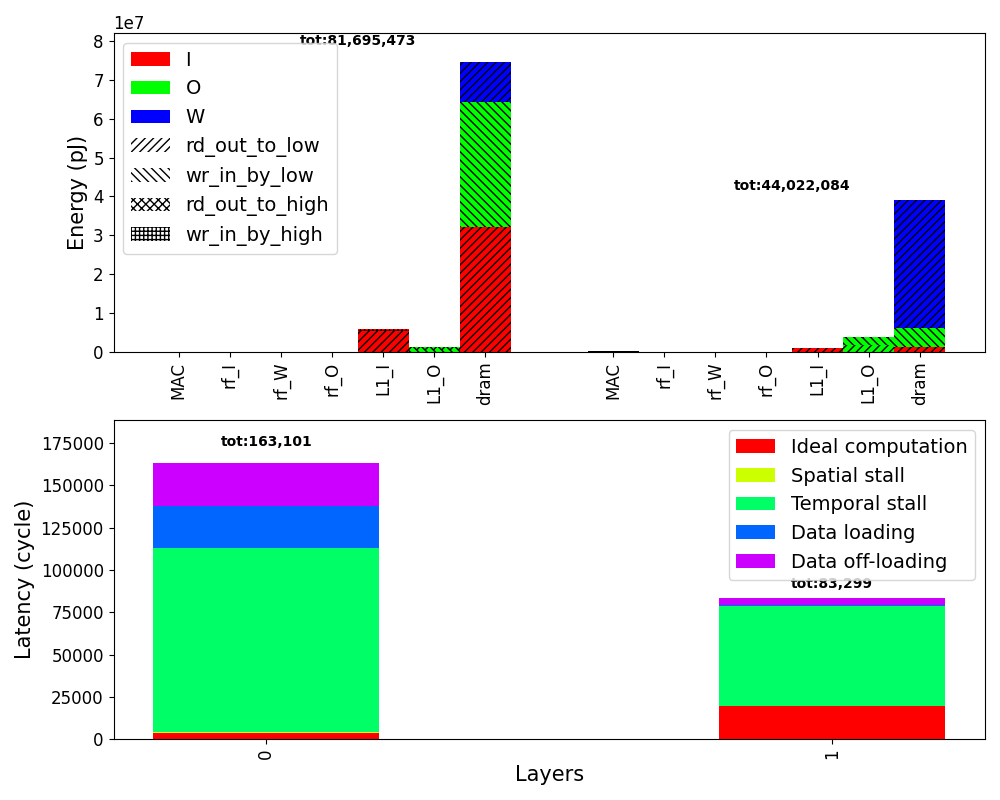 1e7
tot:81,695,473
8
7
6
5
4
3
2
1
0
Energy (pJ)
I
O
W
rd_out_to_low
wr_in_by_low
rd_out_to_high
wr_in_by_high
tot:44,022,084
MAC
rf_I
rf_W
rf_O
L1_I
L1_O
dram
MAC
rf_I
rf_W
rf_O
L1_I
L1_O
dram
175000
150000
125000
100000
75000
50000
25000
0
Latency (cycle)
tot:163,101
Ideal computation
Spatial stall
Temporal stall
Data loading
Data off-loading
tot:83,299
0
1
Layers